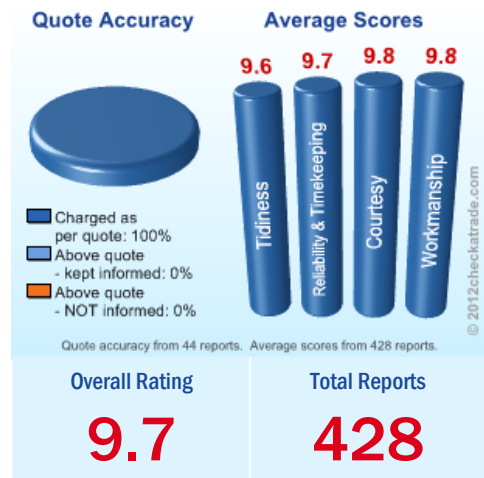 Quote Accuracy
Average Scores
9.6
9.7
9.8
9.8
Tidiness
Reliability & Timekeeping
Courtesy
Workmanship
Charged as
per quote: 100%
Above quote
- kept informed: 0%
Above quote
- NOT informed: 0%
© 2012checkatrade.com
Quote accuracy from 44 reports. Average scores from 428 reports.
Overall Rating
9.7
Total Reports
428